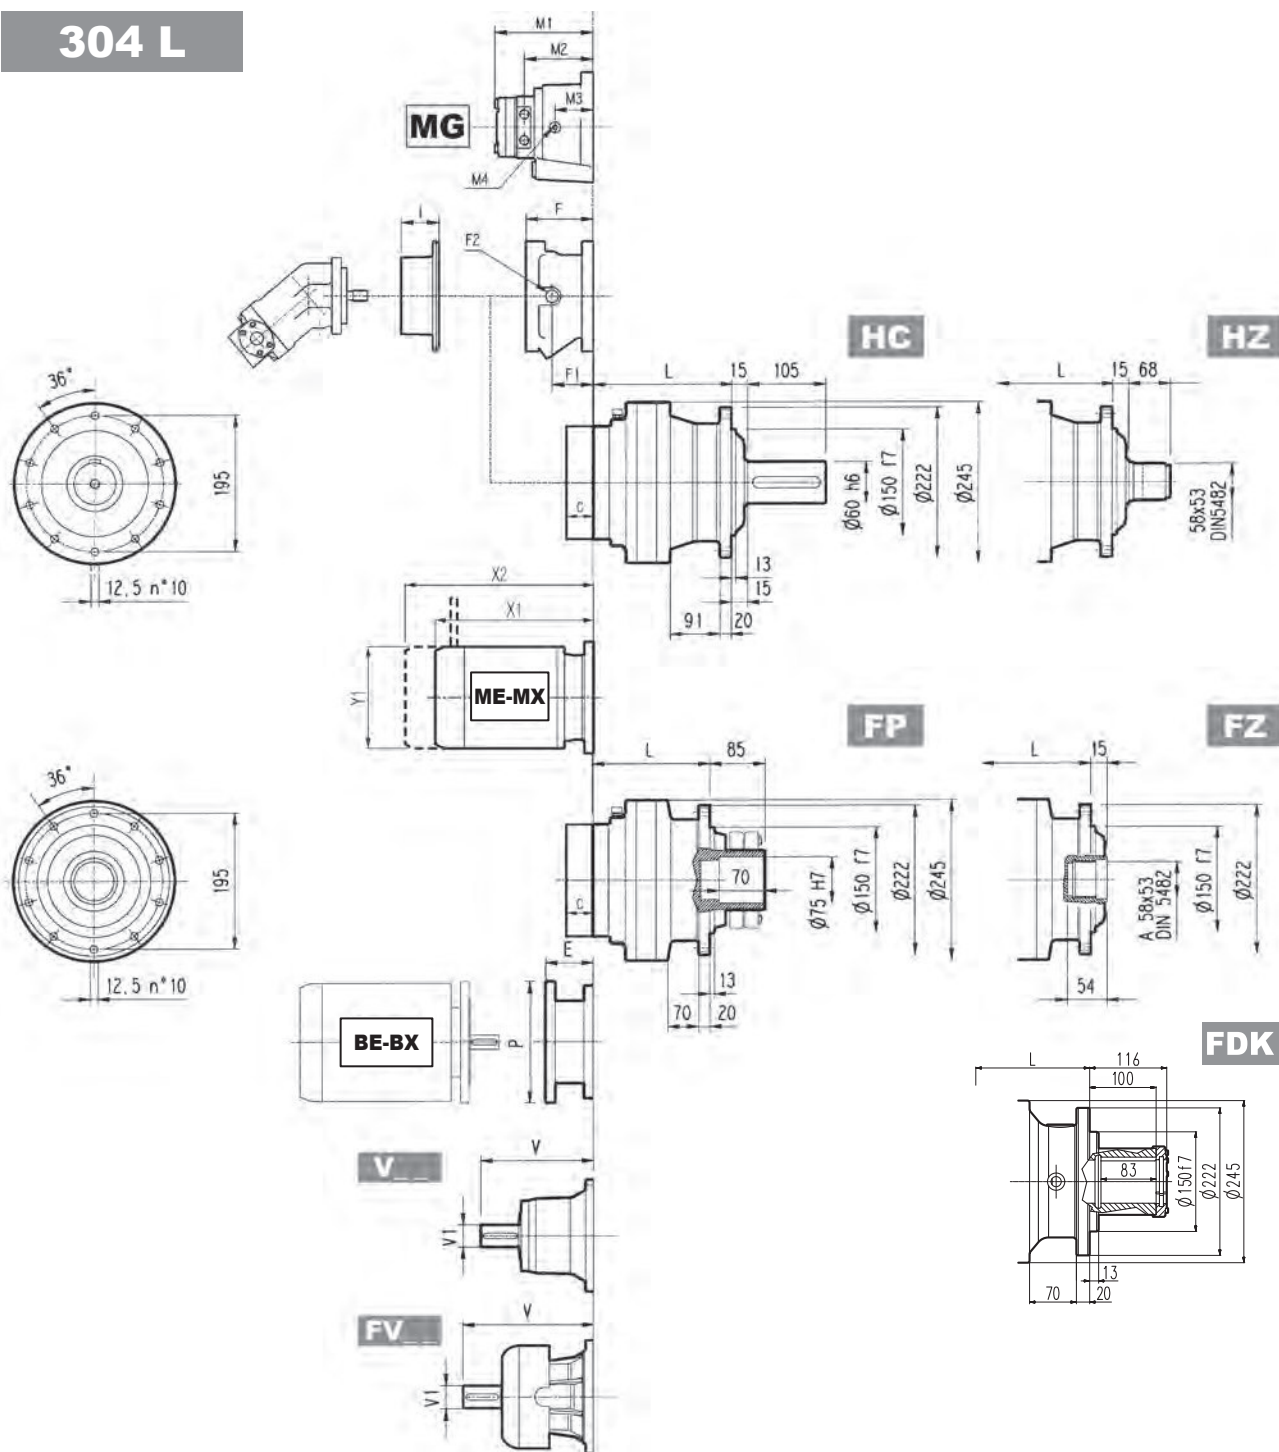 304 L
M1
M2
M3
MG
M4
I
F
F2
HC
HZ
F1
L
15
105
L
15
68
36°
195
12,5 n°10
C
Ø60 h6
Ø150 f7
Ø222
Ø245
58x53
DIN5482
13
15
91
20
X2
X1
Y1
ME-MX
FP
FZ
L
85
L
15
36°
195
12,5 n°10
C
70
Ø75 H7
Ø150 f7
Ø222
Ø245
A 58x53
DIN 5482
Ø150 f7
Ø222
E
13
70
20
54
BE-BX
P
FDK
L
116
100
83
Ø150f7
Ø222
Ø245
13
70
20
V
V__
V1
V
FV__
V1